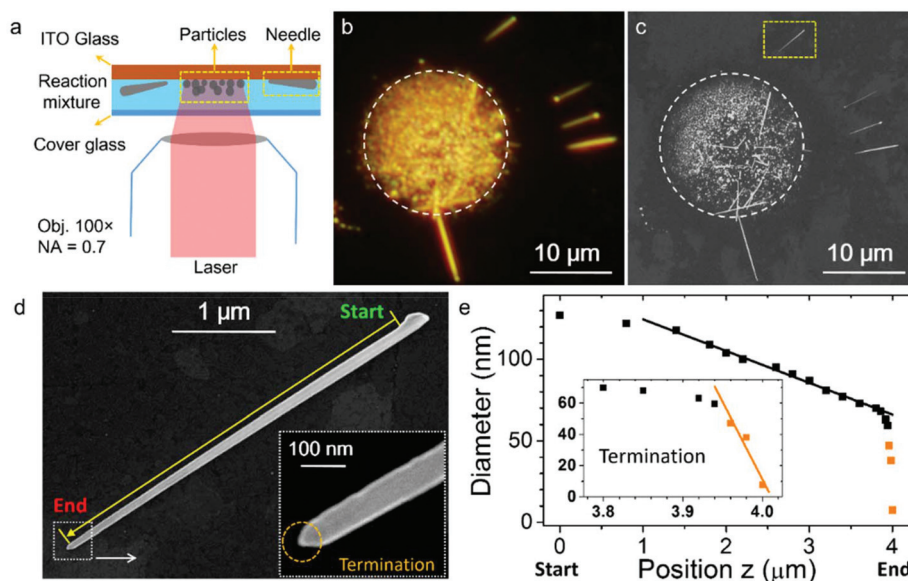 a
ITO Glass
Particles
Needle
Reaction
mixture
Cover glass
Obj. 100×
NA = 0.7
Laser
b
10 μm
c
10 μm
d
1 μm
Start
End
100 nm
Termination
e
Diameter (nm)
100
50
0
60
40
20
0
Termination
3.8
3.9
4.0
0
1
2
3
4
Position z (μm)
Start
End